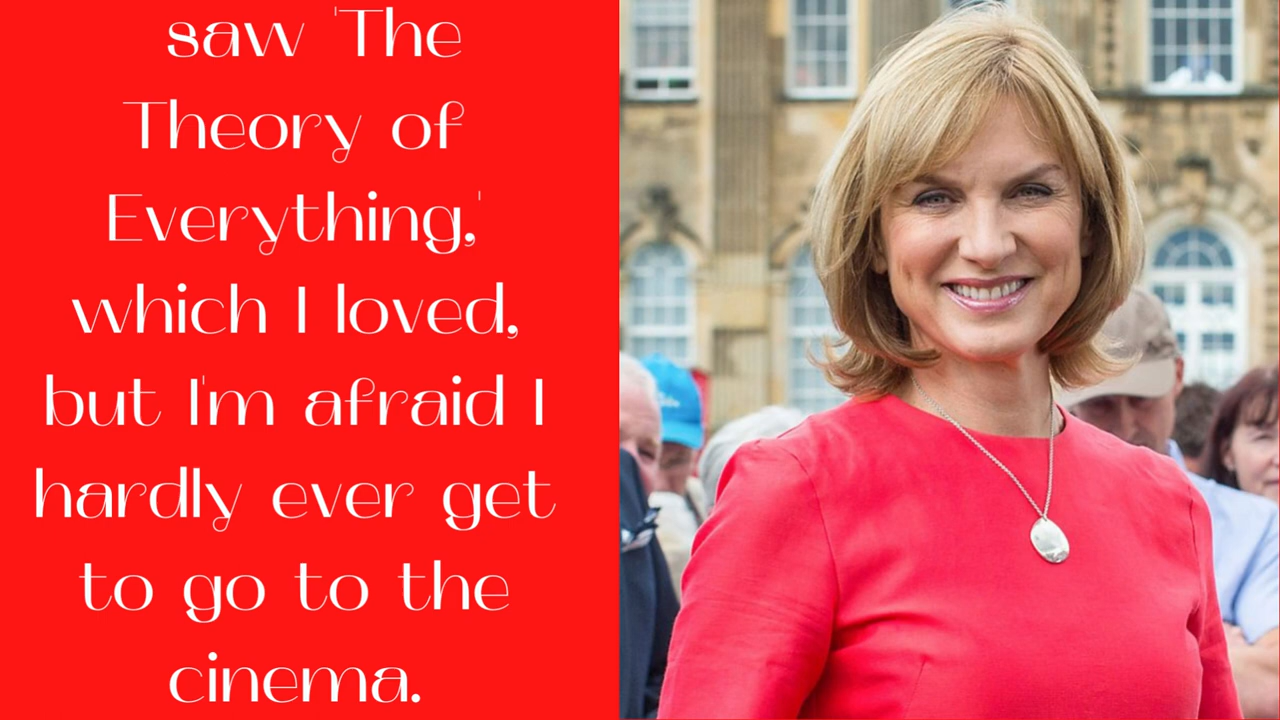 saw 'The
Theory of
Everything,'
which I loved,
but I'm afraid I
hardly ever get
to go to the
cinema.